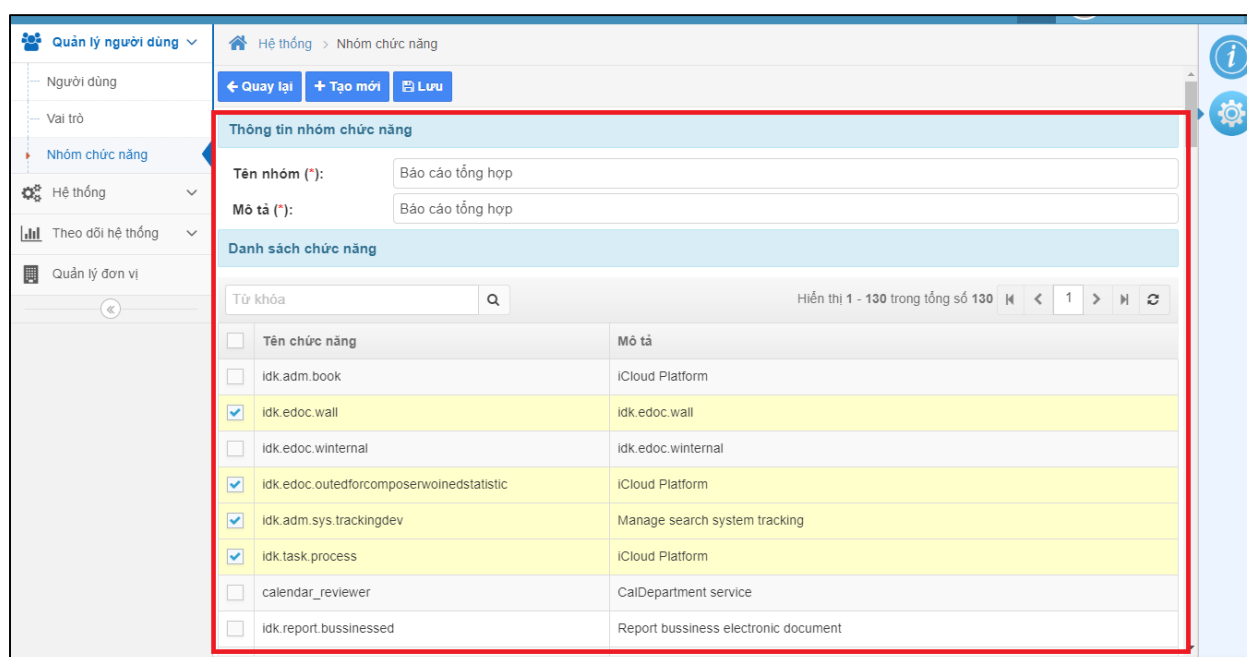 Quản lý người dùng
Người dùng
Vai trò
Nhóm chức năng
Hệ thống
Theo dõi hệ thống
Quản lý đơn vị
Hệ thống > Nhóm chức năng
Quay lại + Tạo mới Lưu
Thông tin nhóm chức năng
Tên nhóm (*): Báo cáo tổng hợp
Mô tả (*): Báo cáo tổng hợp
Danh sách chức năng
Từ khóa Hiển thị 1 - 130 trong tổng số 130 1
Tên chức năng Mô tả
idk.adm.book iCloud Platform
idk.edoc.wall idk.edoc.wall
idk.edoc.winternal idk.edoc.winternal
idk.edoc.outedforcomposerwoinedstatistic iCloud Platform
idk.adm.sys.trackingdev Manage search system tracking
idk.task.process iCloud Platform
calendar_reviewer CalDepartment service
idk.report.bussinessed Report bussiness electronic document